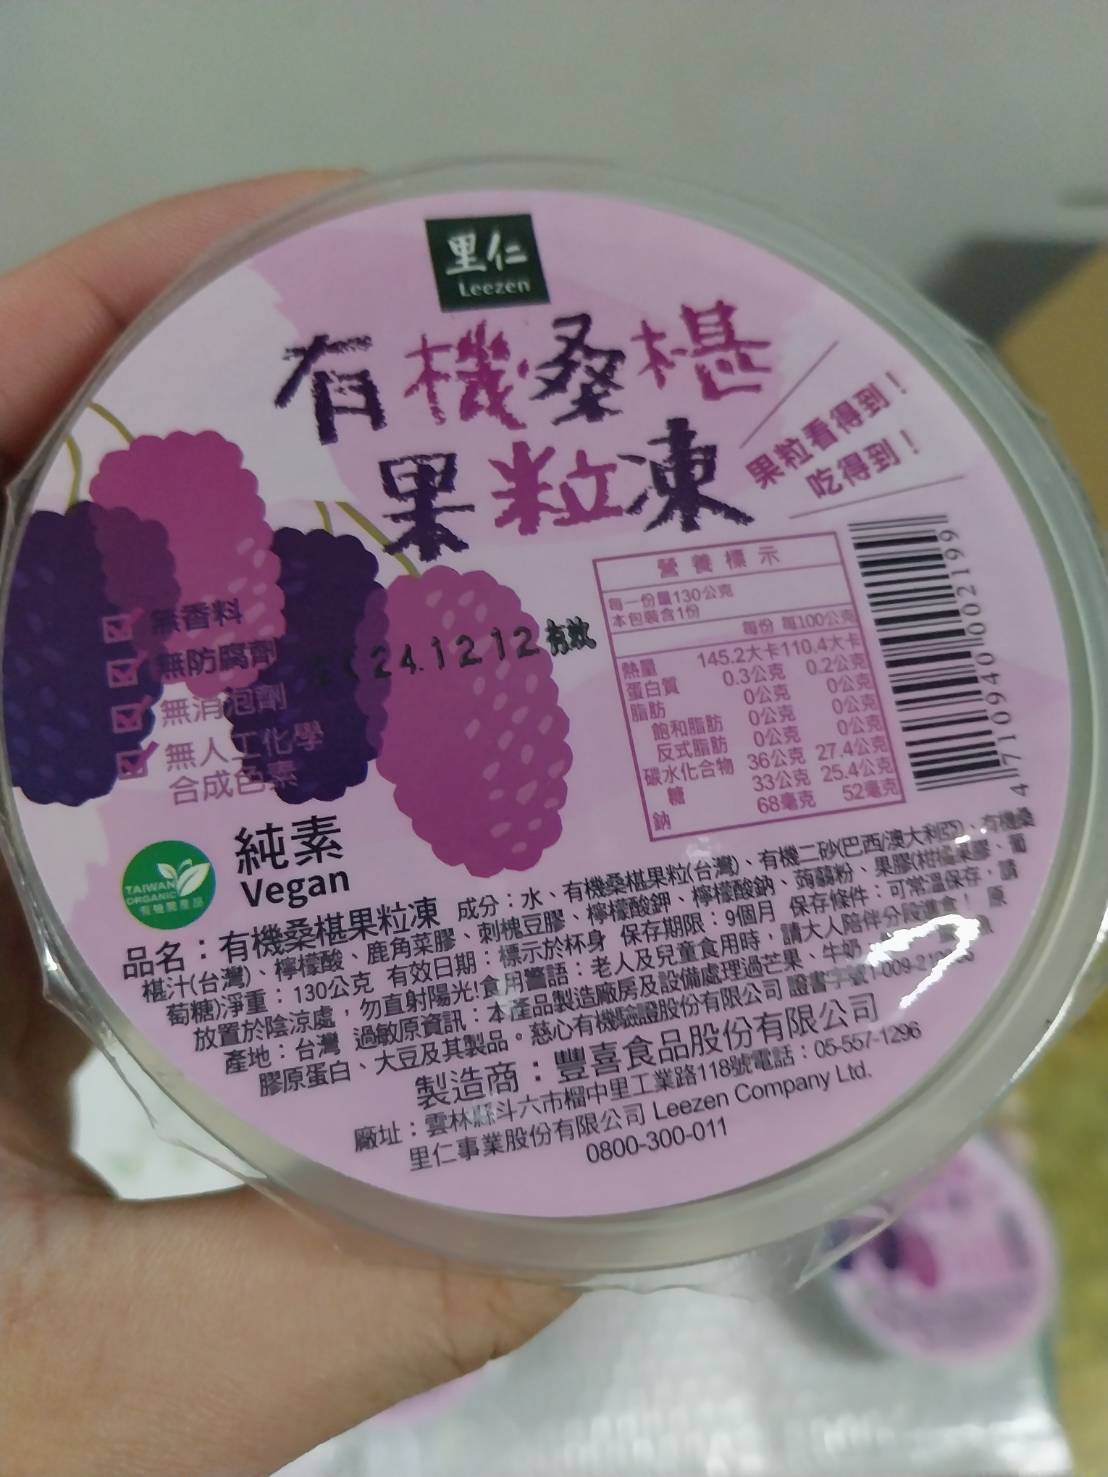 里仁
Leezen
有機桑椹
果粒凍
果粒看得到！
吃得到！
無香料
無防腐劑
無消泡劑
無人工化學
合成色素
24.12 12 有效
營養標示
每一份量130公克
本包裝含1份
每份 每100公克
熱量 145.2大卡 110.4大卡
蛋白質 0.3公克 0.2公克
脂肪 0公克 0公克
飽和脂肪 0公克 0公克
反式脂肪 0公克 0公克
碳水化合物 36公克 27.4公克
糖 33公克 25.4公克
鈉 68毫克 52毫克
4710940002199
TAIWAN
ORGANIC
有機農產品
純素
Vegan
品名：有機桑椹果粒凍 成分：水、有機桑椹果粒(台灣)、有機二砂(巴西/澳大利亞)、有機桑
椹汁(台灣)、檸檬酸、鹿角菜膠、刺槐豆膠、檸檬酸鉀、檸檬酸鈉、蒟蒻粉、果膠(柑橘果膠、葡
萄糖)淨重：130公克 有效日期：標示於杯身 保存期限：9個月 保存條件：可常溫保存，請
放置於陰涼處，勿直射陽光!食用警語：老人及兒童食用時，請大人陪伴分段進食！ 原
產地：台灣 過敏原資訊：本產品製造廠房及設備處理過芒果、牛奶、
膠原蛋白、大豆及其製品。慈心有機驗證股份有限公司 證書字號1-009-21
製造商：豐喜食品股份有限公司
廠址：雲林縣斗六市榴中里工業路118號電話：05-557-1296
里仁事業股份有限公司 Leezen Company Ltd.
0800-300-011